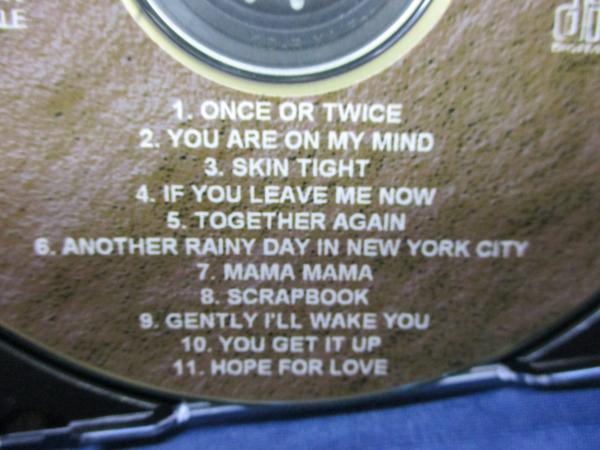 LE
1. ONCE OR TWICE
2. YOU ARE ON MY MIND
3. SKIN TIGHT
4. IF YOU LEAVE ME NOW
5. TOGETHER AGAIN
6. ANOTHER RAINY DAY IN NEW YORK CITY
7. MAMA MAMA
8. SCRAPBOOK
9. GENTLY I'LL WAKE YOU
10. YOU GET IT UP
11. HOPE FOR LOVE